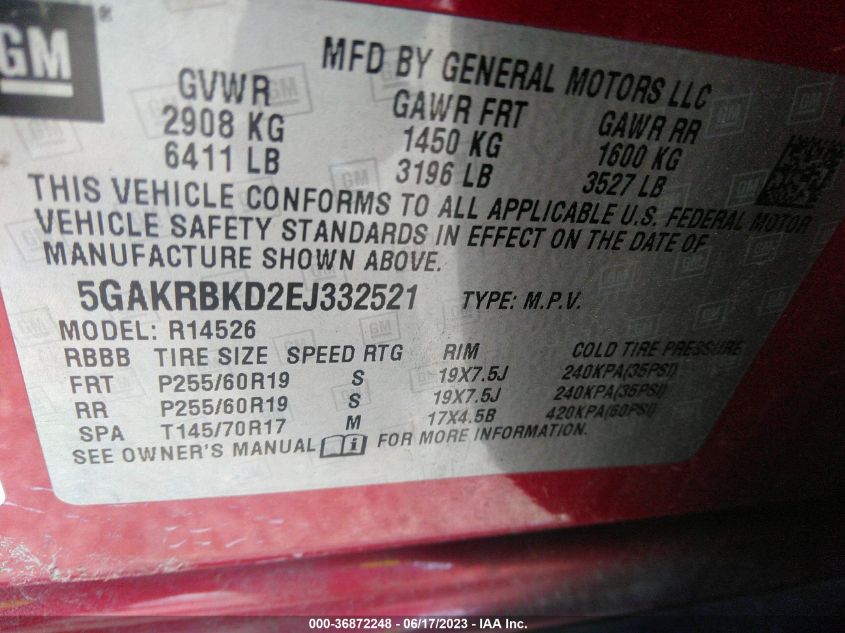 GM
MFD BY GENERAL MOTORS LLC
GVWR GAWR FRT GAWR RR
2908 KG 1450 KG 1600 KG
6411 LB 3196 LB 3527 LB
THIS VEHICLE CONFORMS TO ALL APPLICABLE U.S. FEDERAL MOTOR
VEHICLE SAFETY STANDARDS IN EFFECT ON THE DATE OF
MANUFACTURE SHOWN ABOVE.
5GAKRBKD2EJ332521 TYPE: M.P.V.
MODEL: R14526
RBBB TIRE SIZE SPEED RTG RIM COLD TIRE PRESSURE
FRT P255/60R19 S 19X7.5J 240KPA(35PSI)
RR P255/60R19 S 19X7.5J 240KPA(35PSI)
SPA T145/70R17 M 17X4.5B 420KPA(60PSI)
SEE OWNER'S MANUAL FOR MORE INFORMATION.
000-36872248 - 06/17/2023 - IAA Inc.